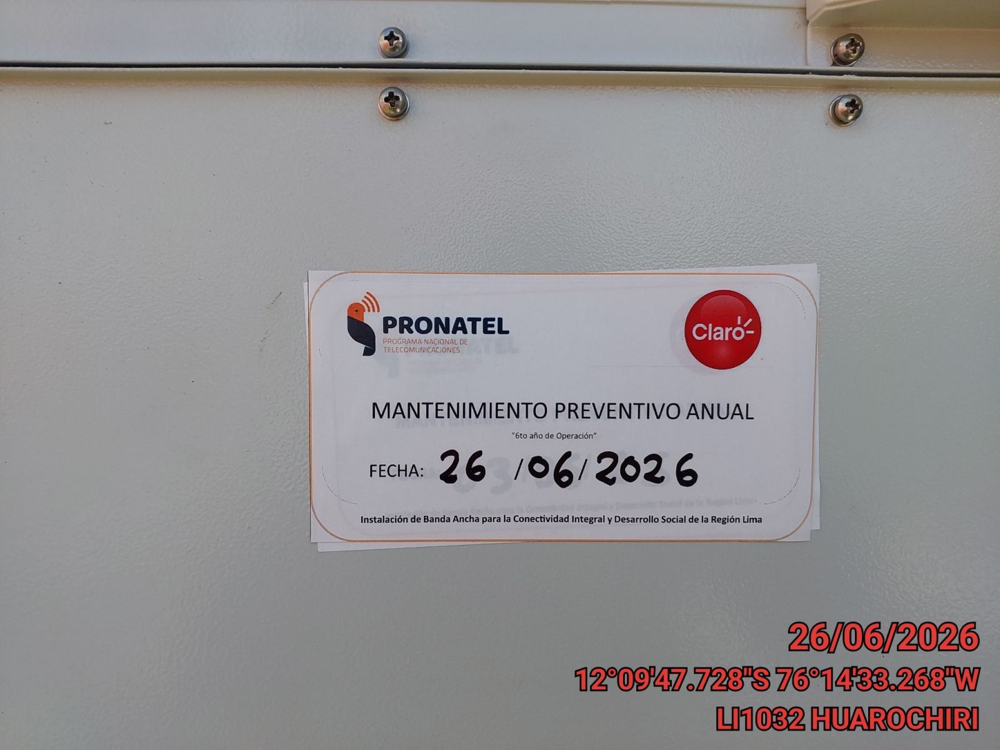 PRONATEL
PROGRAMA NACIONAL DE
TELECOMUNICACIONES
Claro
MANTENIMIENTO PREVENTIVO ANUAL
“6to año de Operación”
FECHA: 26 /06/2026
Instalación de Banda Ancha para la Conectividad Integral y Desarrollo Social de la Región Lima
26/06/2026
12°09'47.728"S 76°14'33.268"W
LI1032 HUAROCHIRI